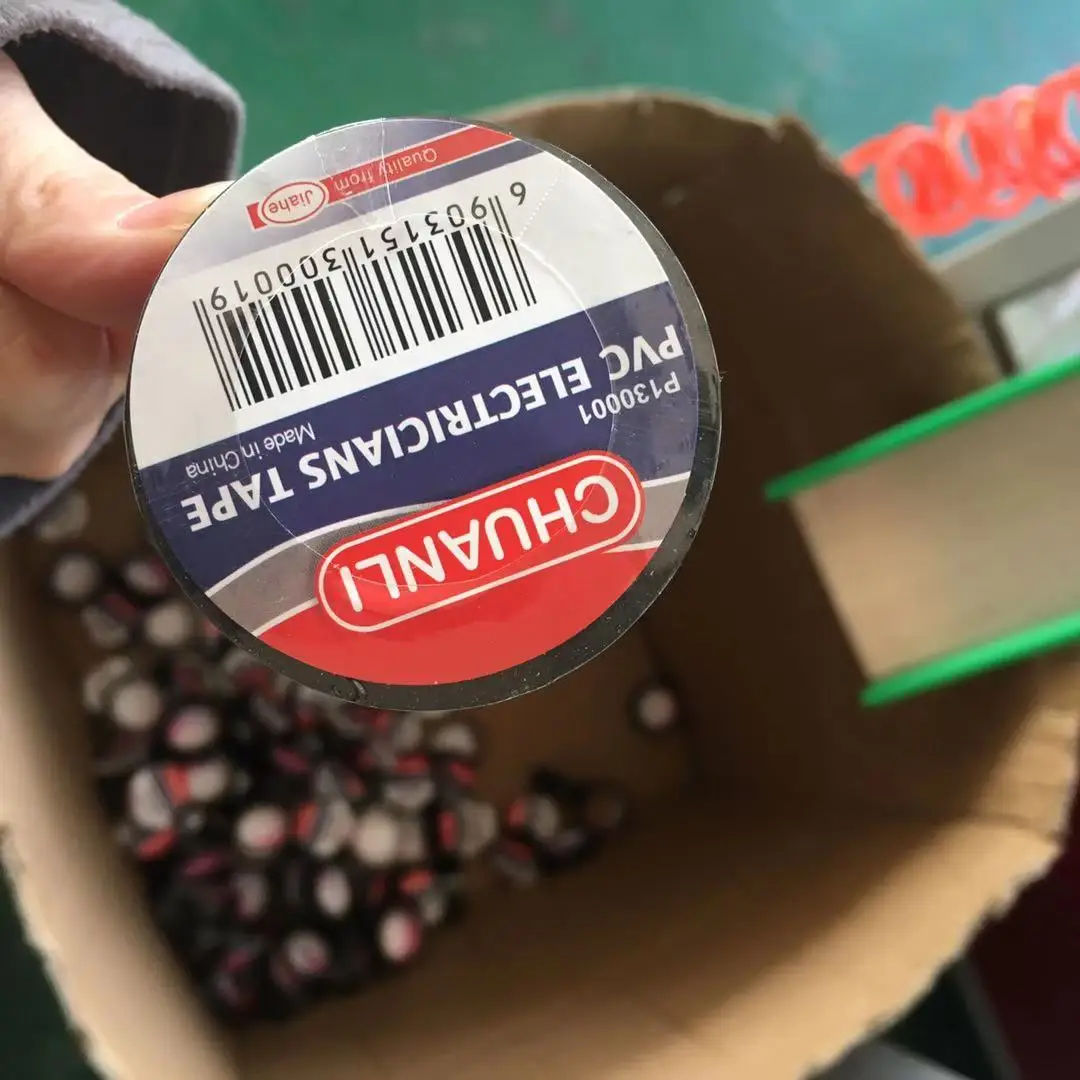 CHUANLI
P130001
PVC ELECTRICIANS TAPE
Made in China
6 903151 300019
Quality from
Jiahe